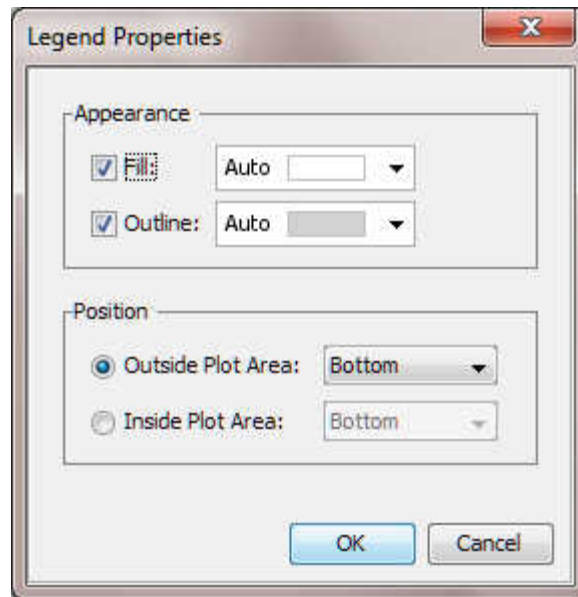 Legend Properties
Appearance
Fill: Auto
Outline: Auto
Position
Outside Plot Area: Bottom
Inside Plot Area: Bottom
OK Cancel